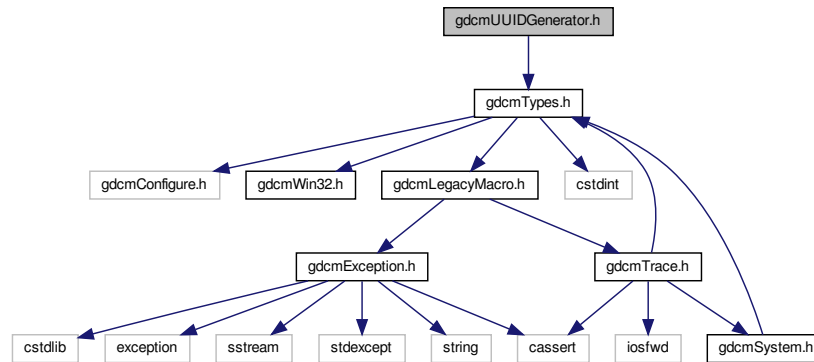 gdcmUUIDGenerator.h
gdcmTypes.h
gdcmConfigure.h
gdcmWin32.h
gdcmLegacyMacro.h
cstdint
gdcmException.h
gdcmTrace.h
cstdlib
exception
sstream
stdexcept
string
cassert
iosfwd
gdcmSystem.h